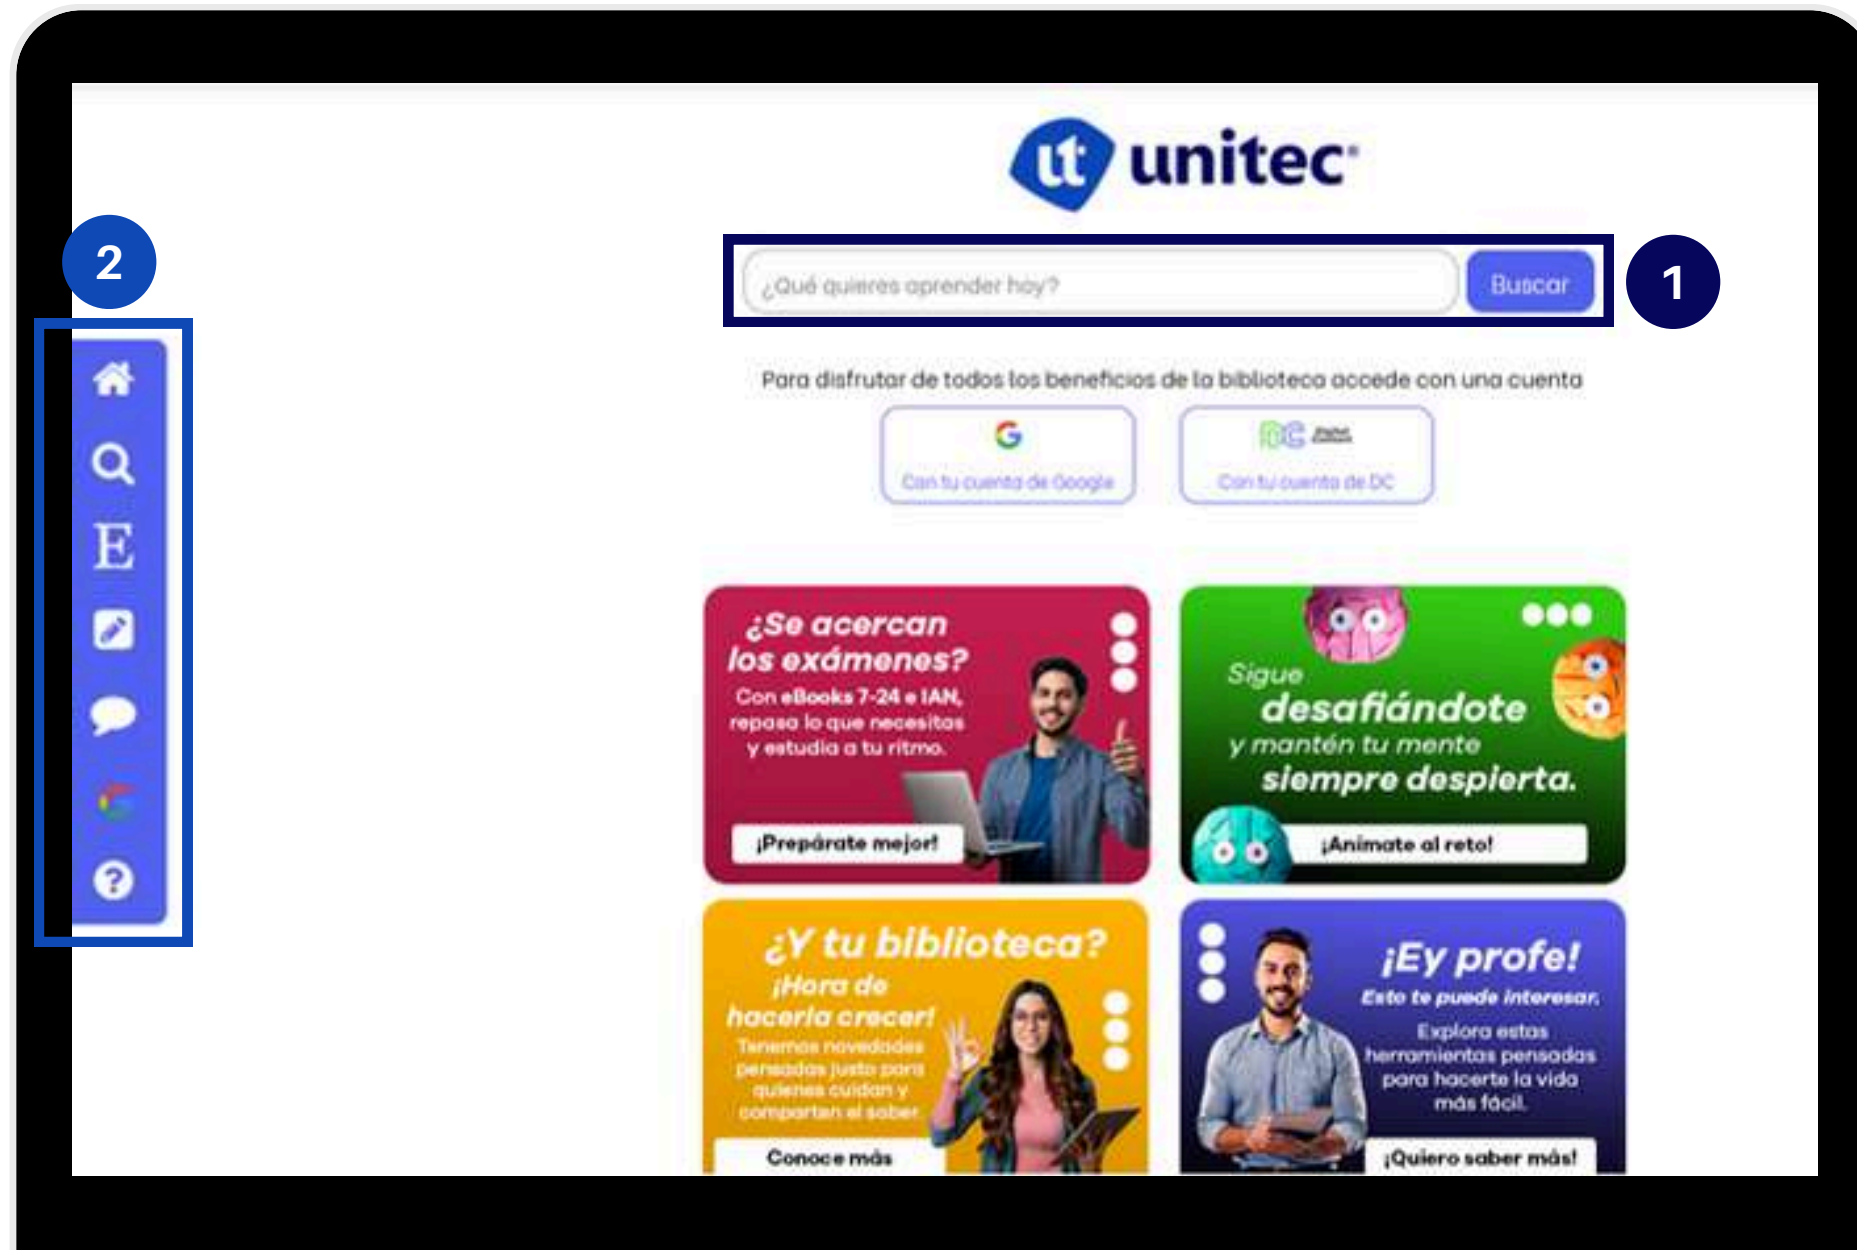 ut unitec
2
¿Qué quieres aprender hoy?
Buscar
1
Para disfrutar de todos los beneficios de la biblioteca accede con una cuenta
G
DC Digital Content
Con tu cuenta de Google
Con tu cuenta de DC
E
G
?
¿Se acercan
los exámenes?
Con eBooks 7-24 e IAN,
repasa lo que necesitas
y estudia a tu ritmo.
¡Prepárate mejor!
Sigue
desafiándote
y mantén tu mente
siempre despierta.
¡Anímate al reto!
¿Y tu biblioteca?
¡Hora de
hacerla crecer!
Tenemos novedades
pensadas justo para
quienes cuidan y
comparten el saber
Conoce más
¡Ey profe!
Esto te puede interesar.
Explora estas
herramientas pensadas
para hacerte la vida
más fácil.
¡Quiero saber más!